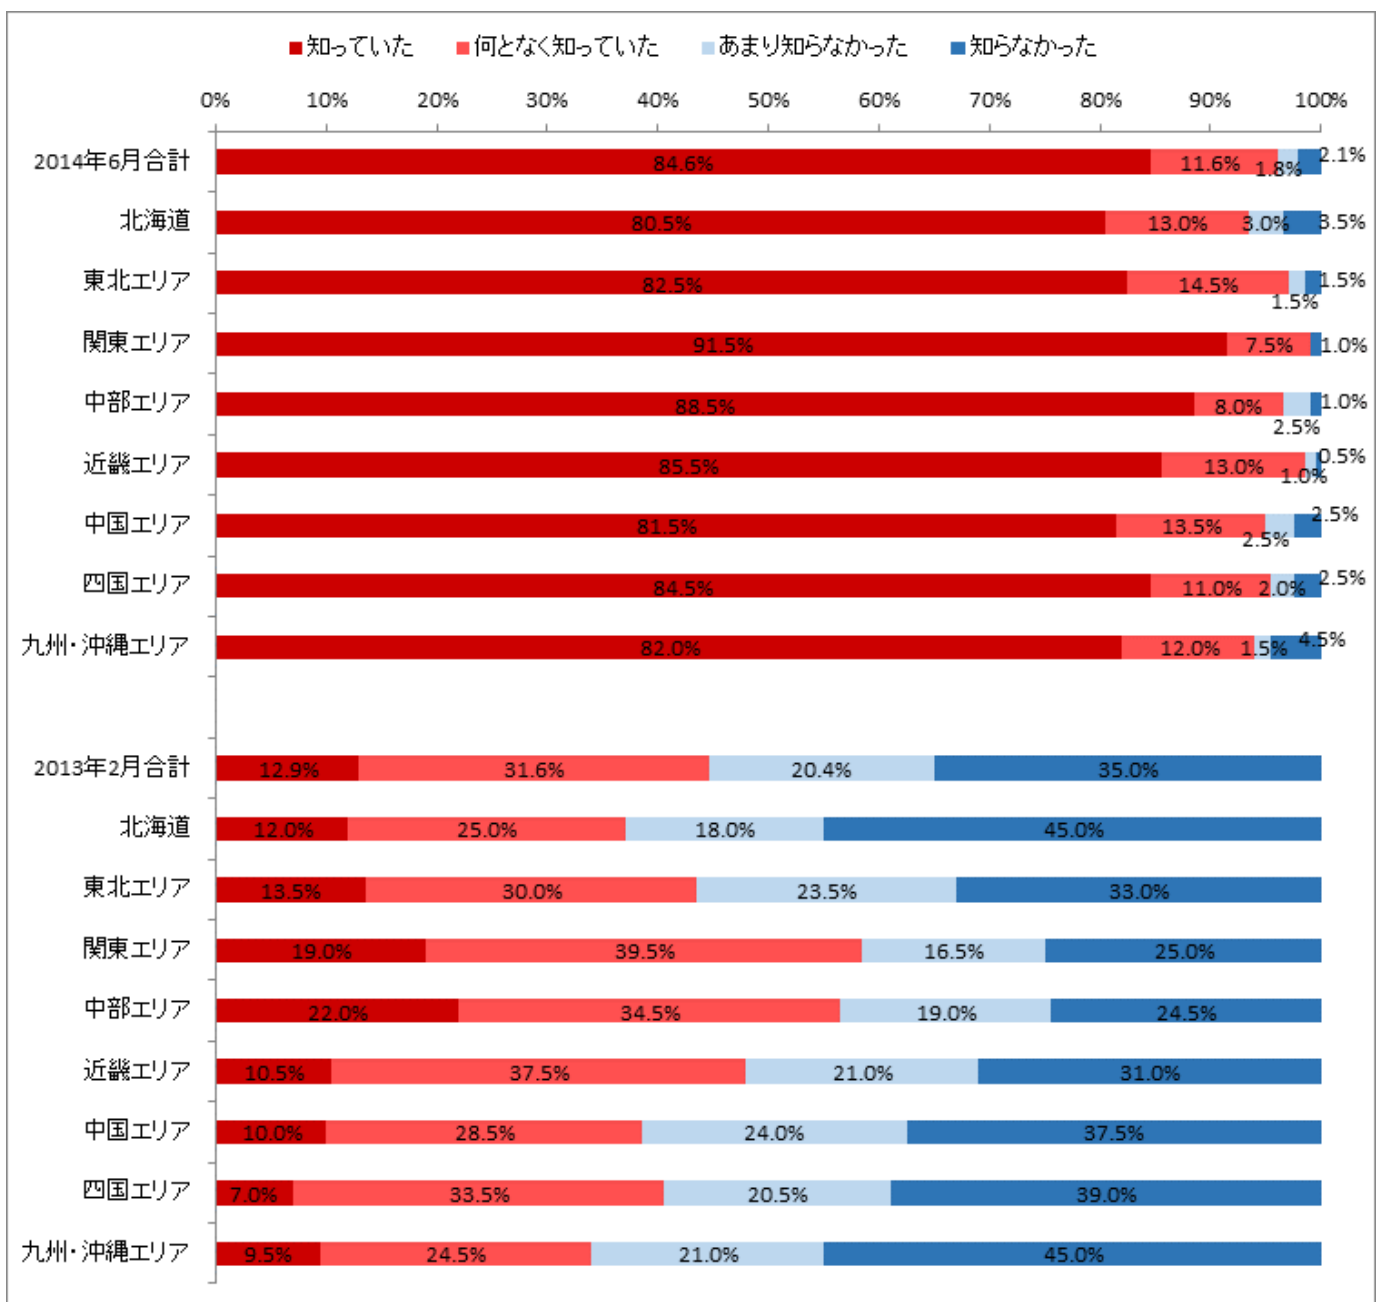 知っていた 何となく知っていた あまり知らなかった 知らなかった
0% 10% 20% 30% 40% 50% 60% 70% 80% 90% 100%
2014年6月合計 84.6% 11.6% 1.8% 2.1%
北海道 80.5% 13.0% 3.0% 3.5%
東北エリア 82.5% 14.5% 1.5% 1.5%
関東エリア 91.5% 7.5% 1.0%
中部エリア 88.5% 8.0% 2.5% 1.0%
近畿エリア 85.5% 13.0% 1.0% 0.5%
中国エリア 81.5% 13.5% 2.5% 2.5%
四国エリア 84.5% 11.0% 2.0% 2.5%
九州・沖縄エリア 82.0% 12.0% 1.5% 4.5%
2013年2月合計 12.9% 31.6% 20.4% 35.0%
北海道 12.0% 25.0% 18.0% 45.0%
東北エリア 13.5% 30.0% 23.5% 33.0%
関東エリア 19.0% 39.5% 16.5% 25.0%
中部エリア 22.0% 34.5% 19.0% 24.5%
近畿エリア 10.5% 37.5% 21.0% 31.0%
中国エリア 10.0% 28.5% 24.0% 37.5%
四国エリア 7.0% 33.5% 20.5% 39.0%
九州・沖縄エリア 9.5% 24.5% 21.0% 45.0%